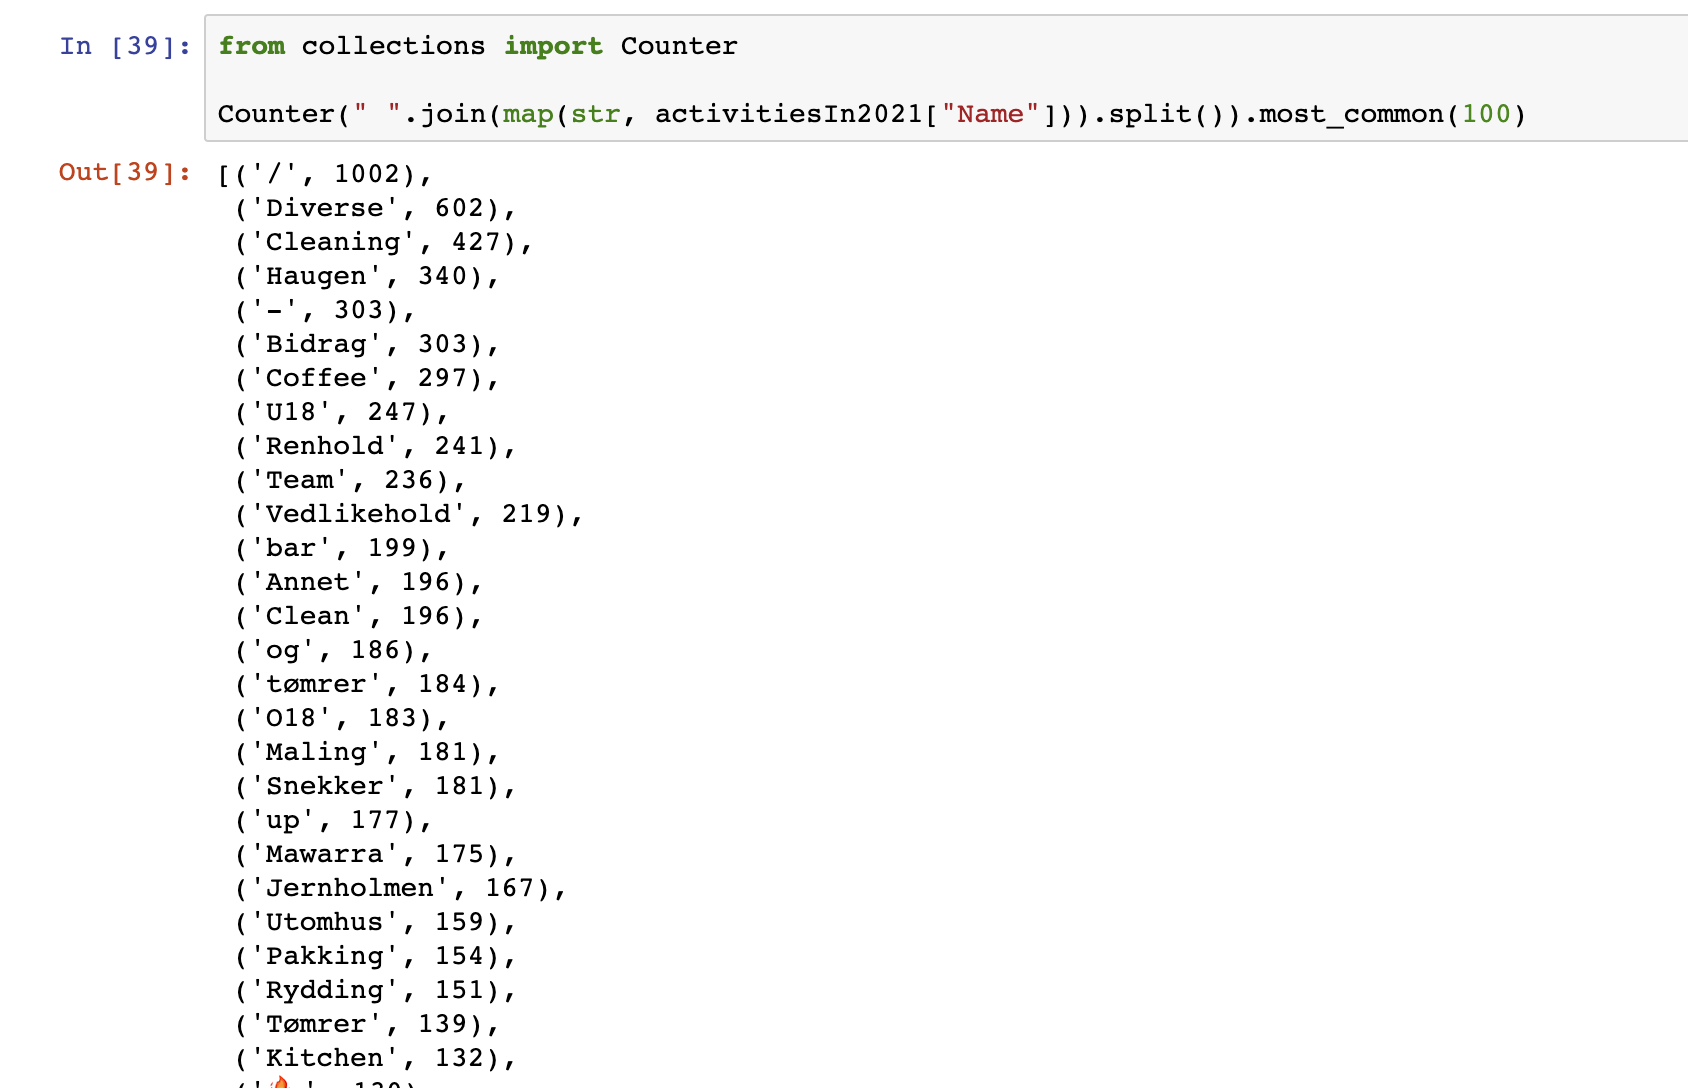 In [39]: from collections import Counter
Counter(" ".join(map(str, activitiesIn2021["Name"])).split()).most_common(100)
Out[39]: [('/', 1002),
('Diverse', 602),
('Cleaning', 427),
('Haugen', 340),
('-', 303),
('Bidrag', 303),
('Coffee', 297),
('U18', 247),
('Renhold', 241),
('Team', 236),
('Vedlikehold', 219),
('bar', 199),
('Annet', 196),
('Clean', 196),
('og', 186),
('tømrer', 184),
('O18', 183),
('Maling', 181),
('Snekker', 181),
('up', 177),
('Mawarra', 175),
('Jernholmen', 167),
('Utomhus', 159),
('Pakking', 154),
('Rydding', 151),
('Tømrer', 139),
('Kitchen', 132),